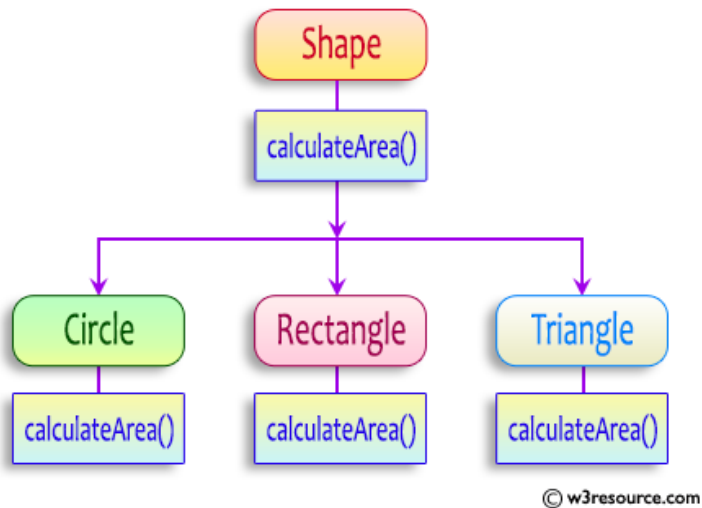 Shape
calculateArea()
Circle
Rectangle
Triangle
calculateArea()
calculateArea()
calculateArea()
© w3resource.com